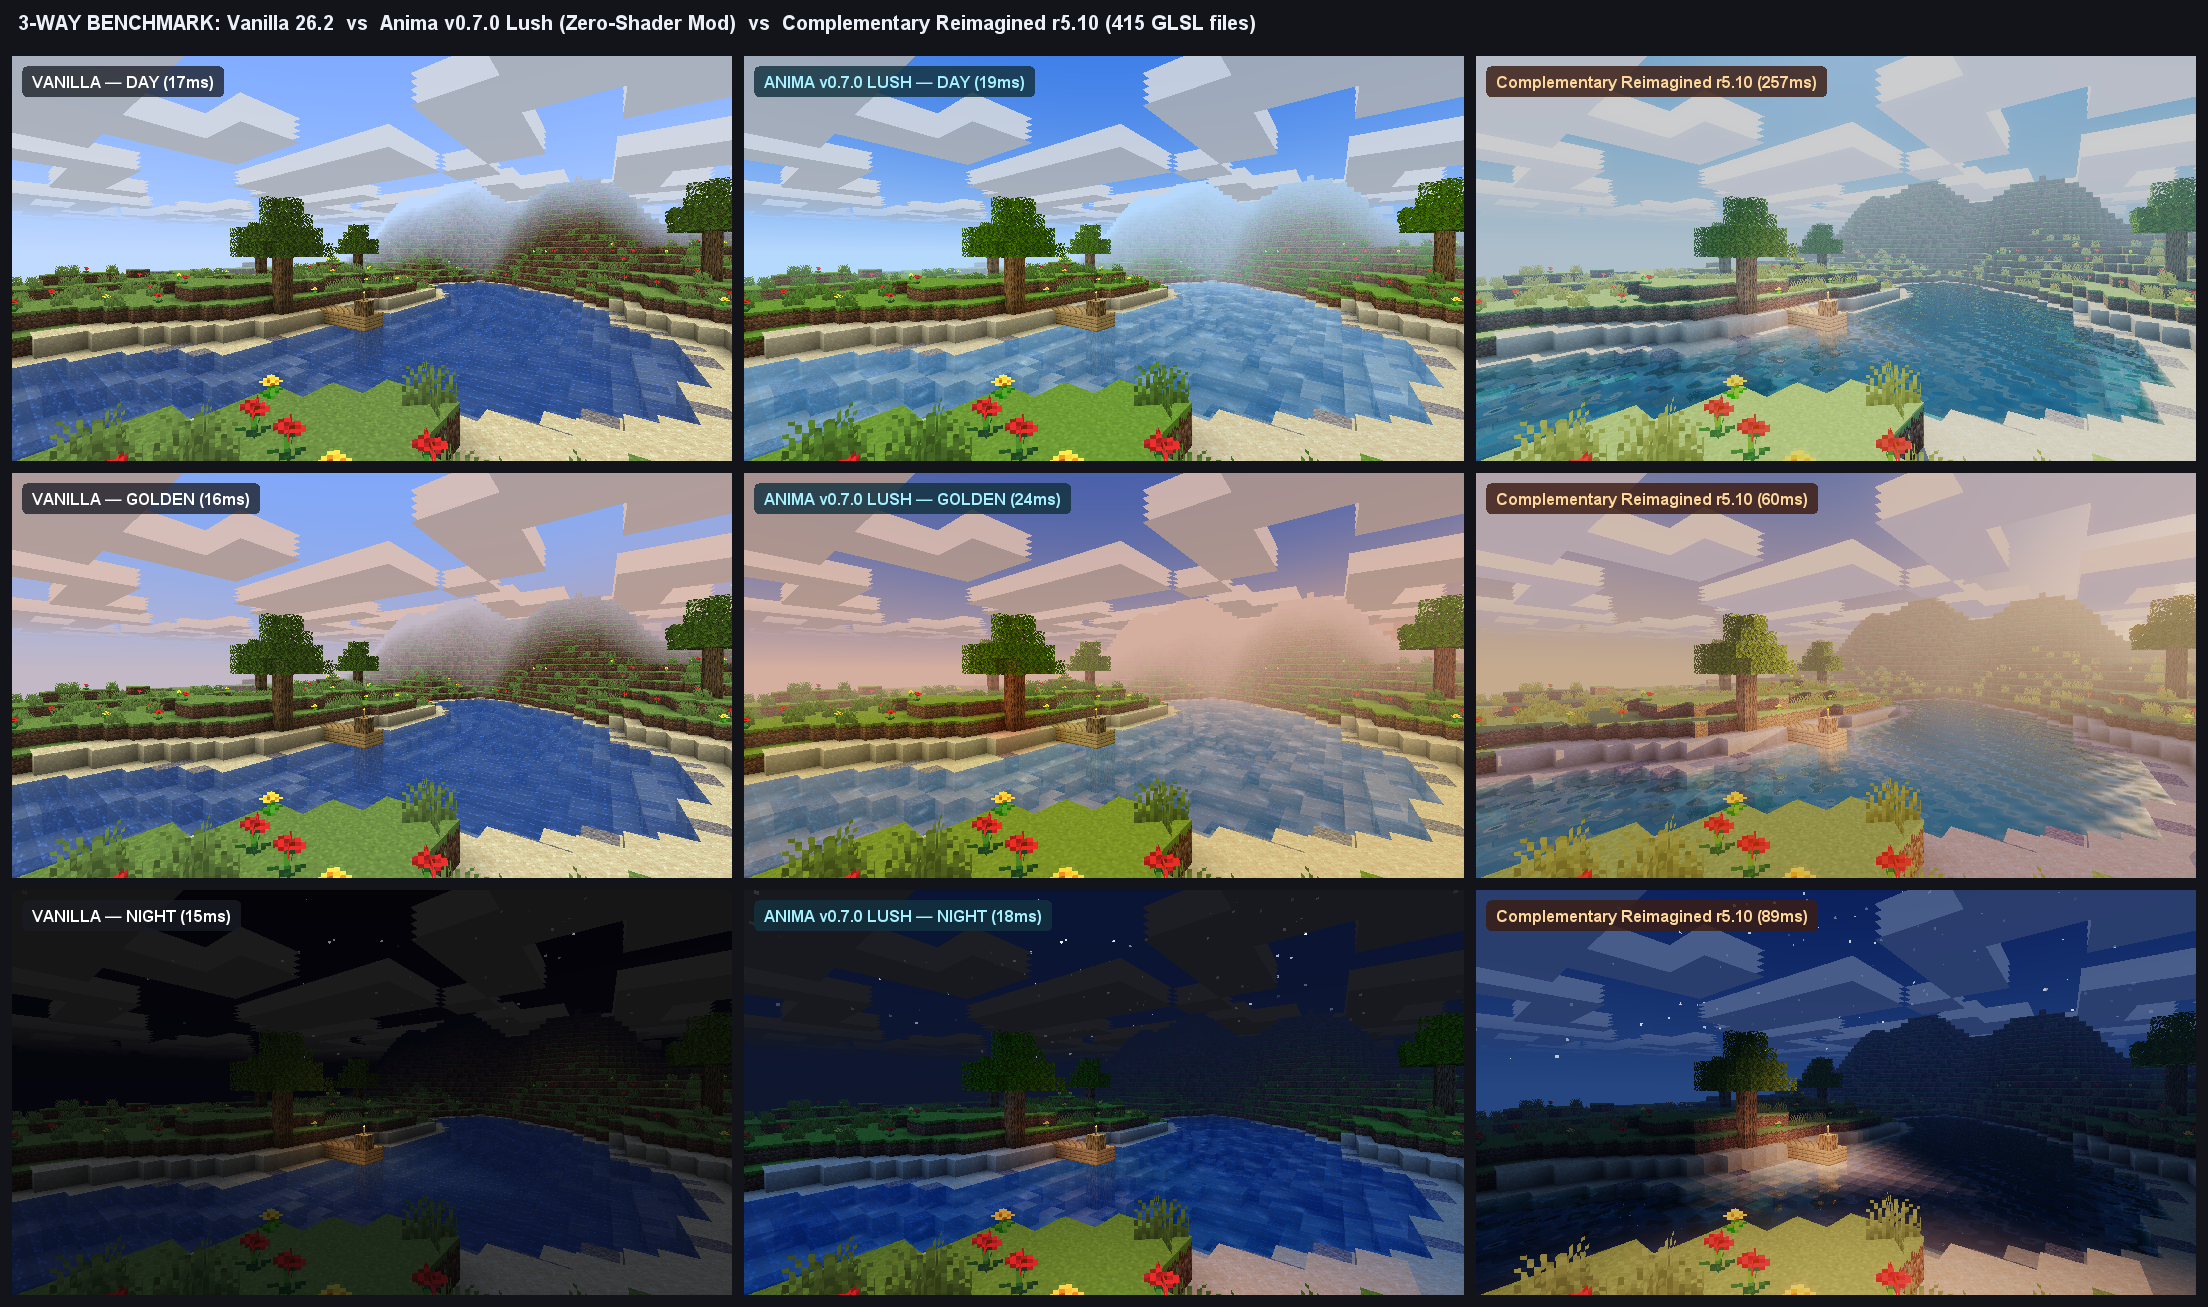 3-WAY BENCHMARK: Vanilla 26.2 vs Anima v0.7.0 Lush (Zero-Shader Mod) vs Complementary Reimagined r5.10 (415 GLSL files)
VANILLA — DAY (17ms)
ANIMA v0.7.0 LUSH — DAY (19ms)
Complementary Reimagined r5.10 (257ms)
VANILLA — GOLDEN (16ms)
ANIMA v0.7.0 LUSH — GOLDEN (24ms)
Complementary Reimagined r5.10 (60ms)
VANILLA — NIGHT (15ms)
ANIMA v0.7.0 LUSH — NIGHT (18ms)
Complementary Reimagined r5.10 (89ms)